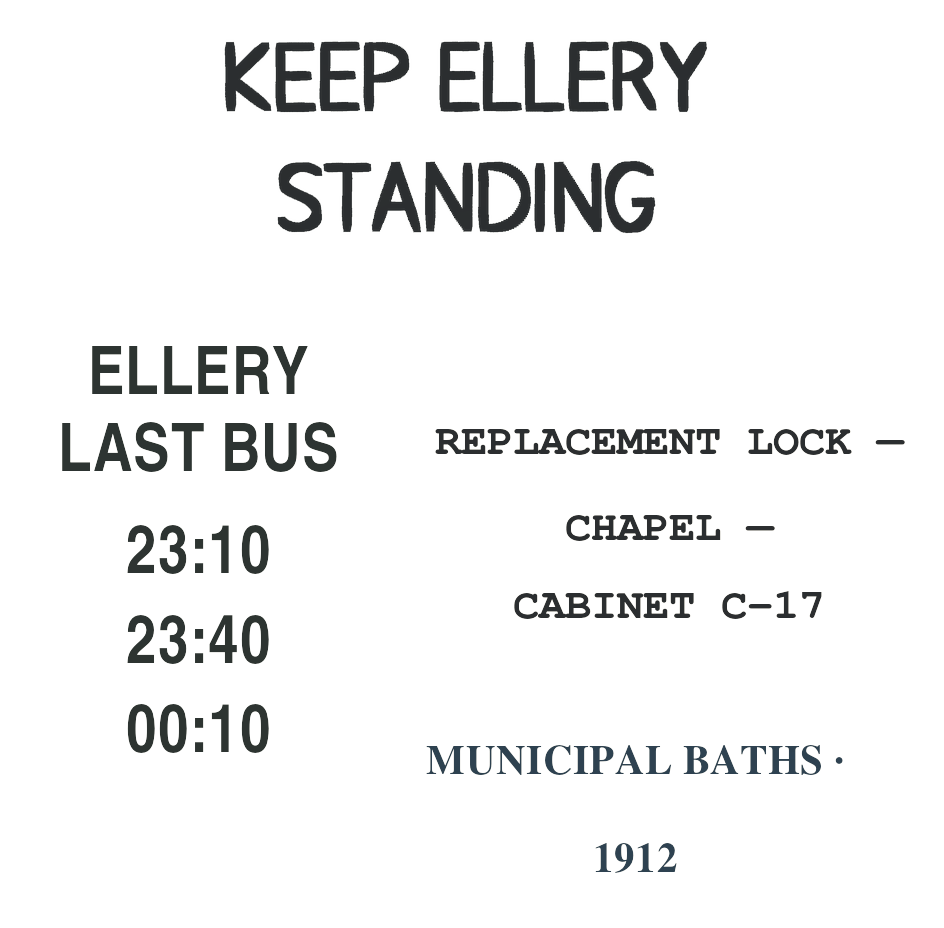 KEEP ELLERY
STANDING
ELLERY
LAST BUS
23:10
23:40
00:10
REPLACEMENT LOCK —
CHAPEL —
CABINET C–17
MUNICIPAL BATHS ·
1912